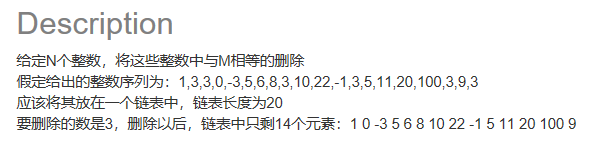 Description
给定N个整数，将这些整数中与M相等的删除
假定给出的整数序列为：1,3,3,0,-3,5,6,8,3,10,22,-1,3,5,11,20,100,3,9,3
应该将其放在一个链表中，链表长度为20
要删除的数是3，删除以后，链表中只剩14个元素：1 0 -3 5 6 8 10 22 -1 5 11 20 100 9